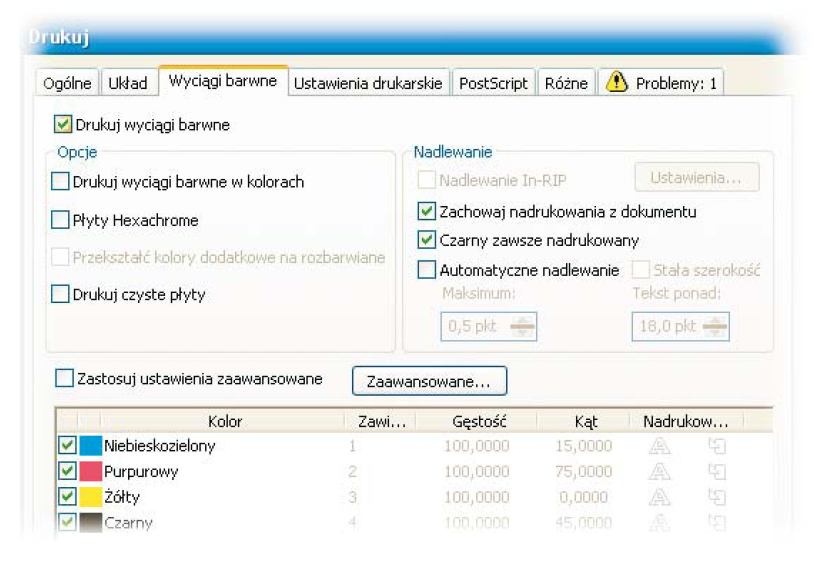 Drukuj
Ogólne Układ Wyciągi barwne Ustawienia drukarskie PostScript Różne Problemy: 1
Drukuj wyciągi barwne
Opcje
Drukuj wyciągi barwne w kolorach
Płyty Hexachrome
Przekształć kolory dodatkowe na rozbarwiane
Drukuj czyste płyty
Nadlewanie
Nadlewanie In-RIP Ustawienia...
Zachowaj nadrukowania z dokumentu
Czarny zawsze nadrukowany
Automatyczne nadlewanie Stała szerokość
Maksimum: Tekst ponad:
0,5 pkt 18,0 pkt
Zastosuj ustawienia zaawansowane Zaawansowane...
Kolor Zawi... Gęstość Kąt Nadrukow...
Niebieskozielony 1 100,0000 15,0000
Purpurowy 2 100,0000 75,0000
Żółty 3 100,0000 0,0000
Czarny 4 100,0000 45,0000